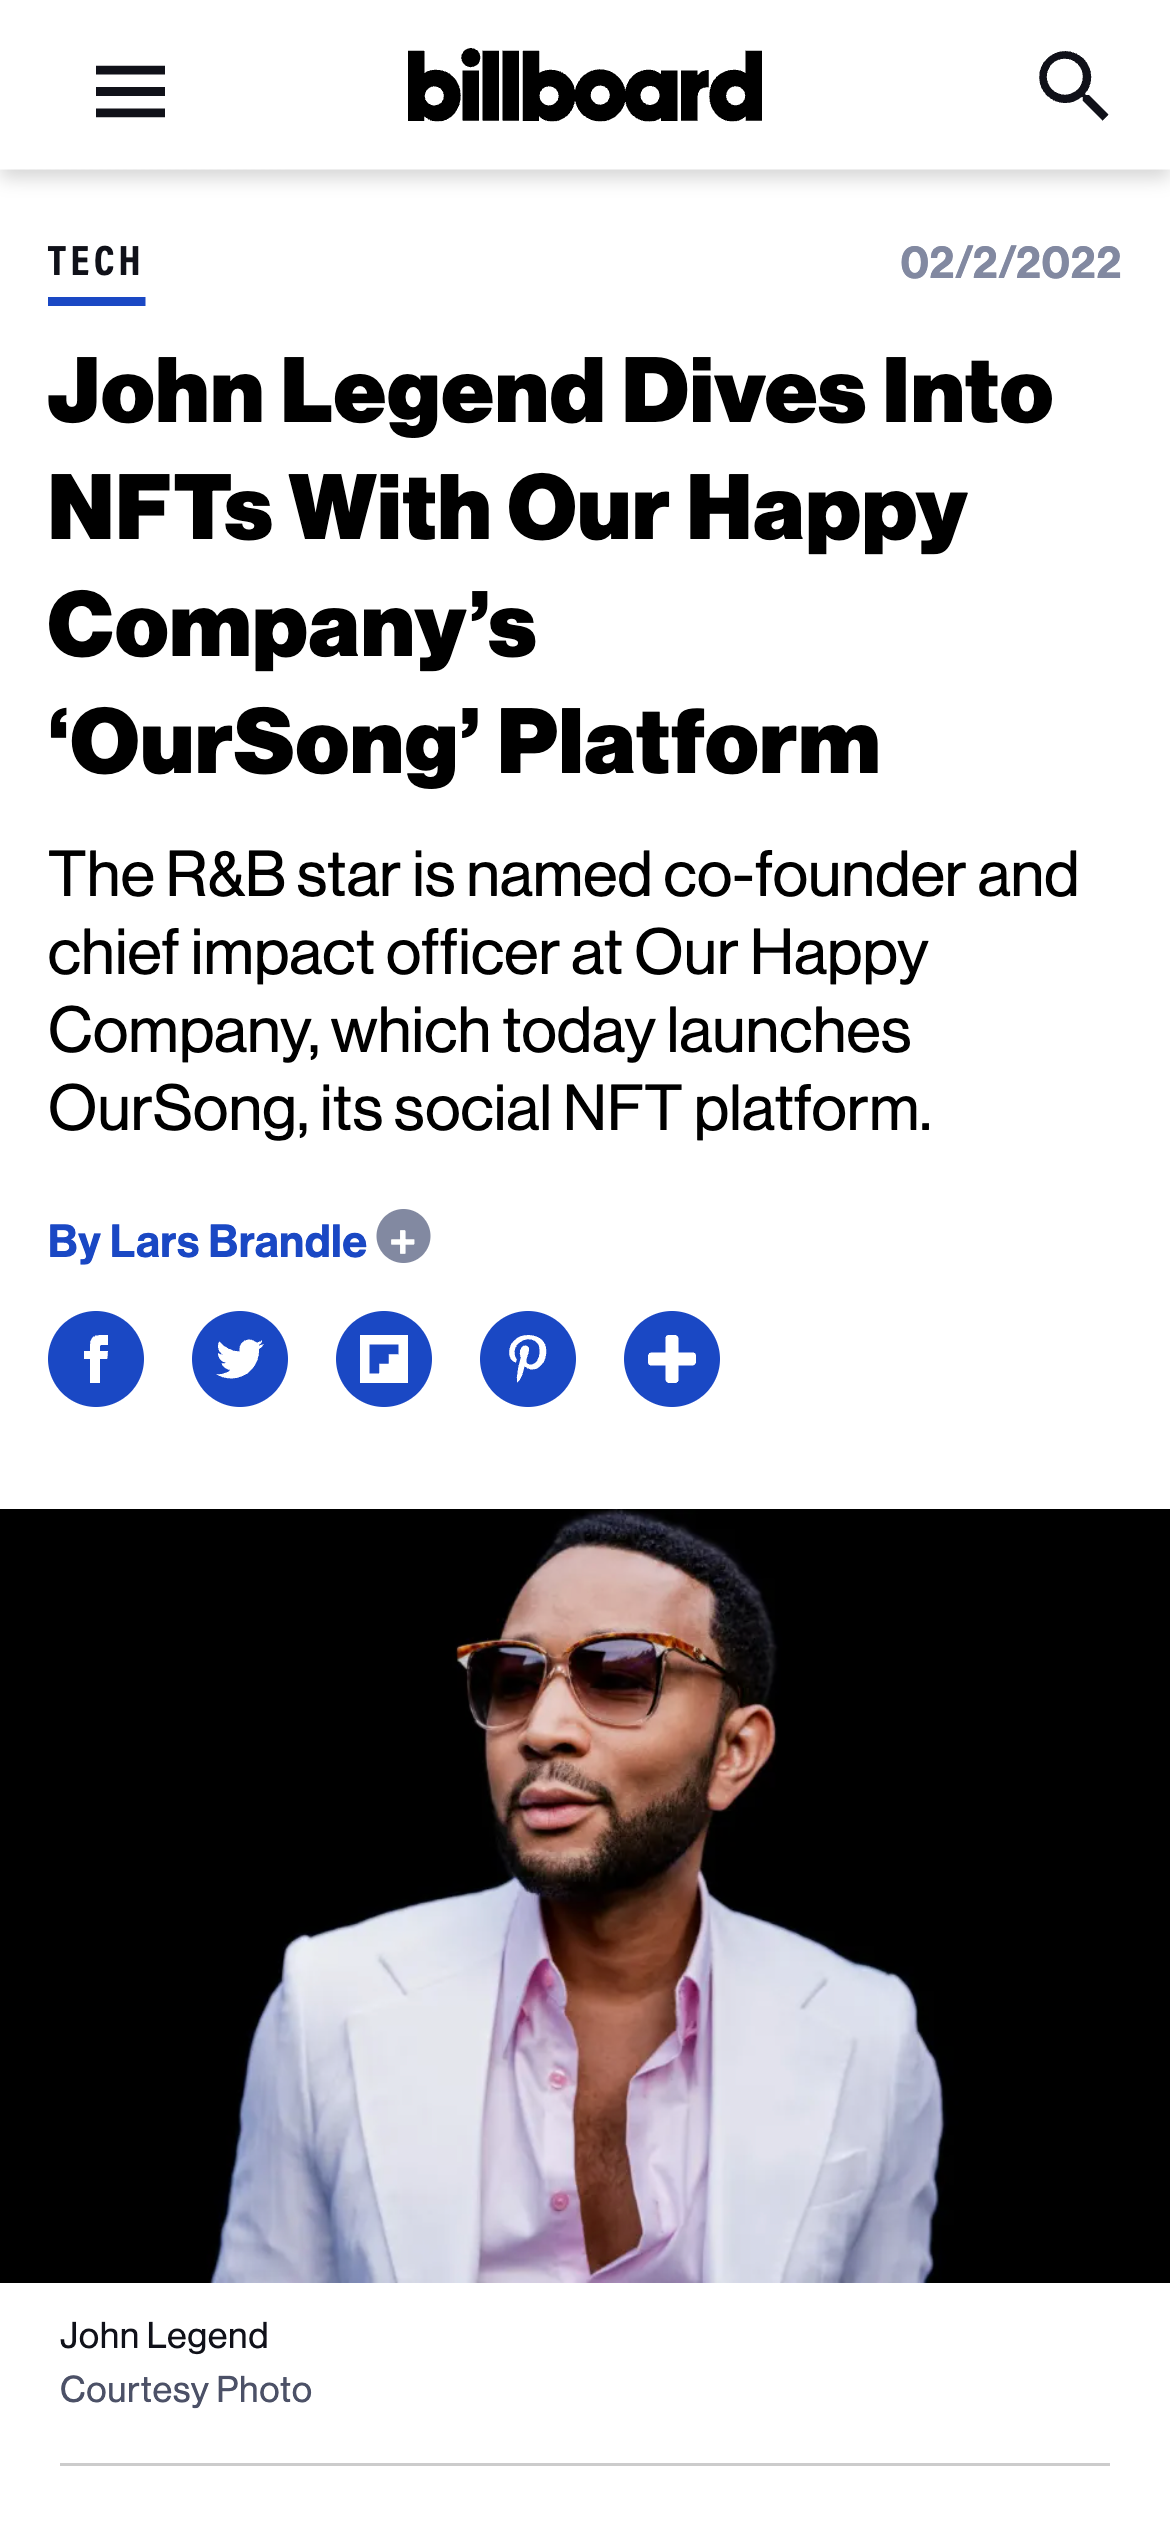 billboard
TECH
02/2/2022
John Legend Dives Into
NFTs With Our Happy
Company’s
‘OurSong’ Platform
The R&B star is named co-founder and
chief impact officer at Our Happy
Company, which today launches
OurSong, its social NFT platform.
By Lars Brandle +
John Legend
Courtesy Photo